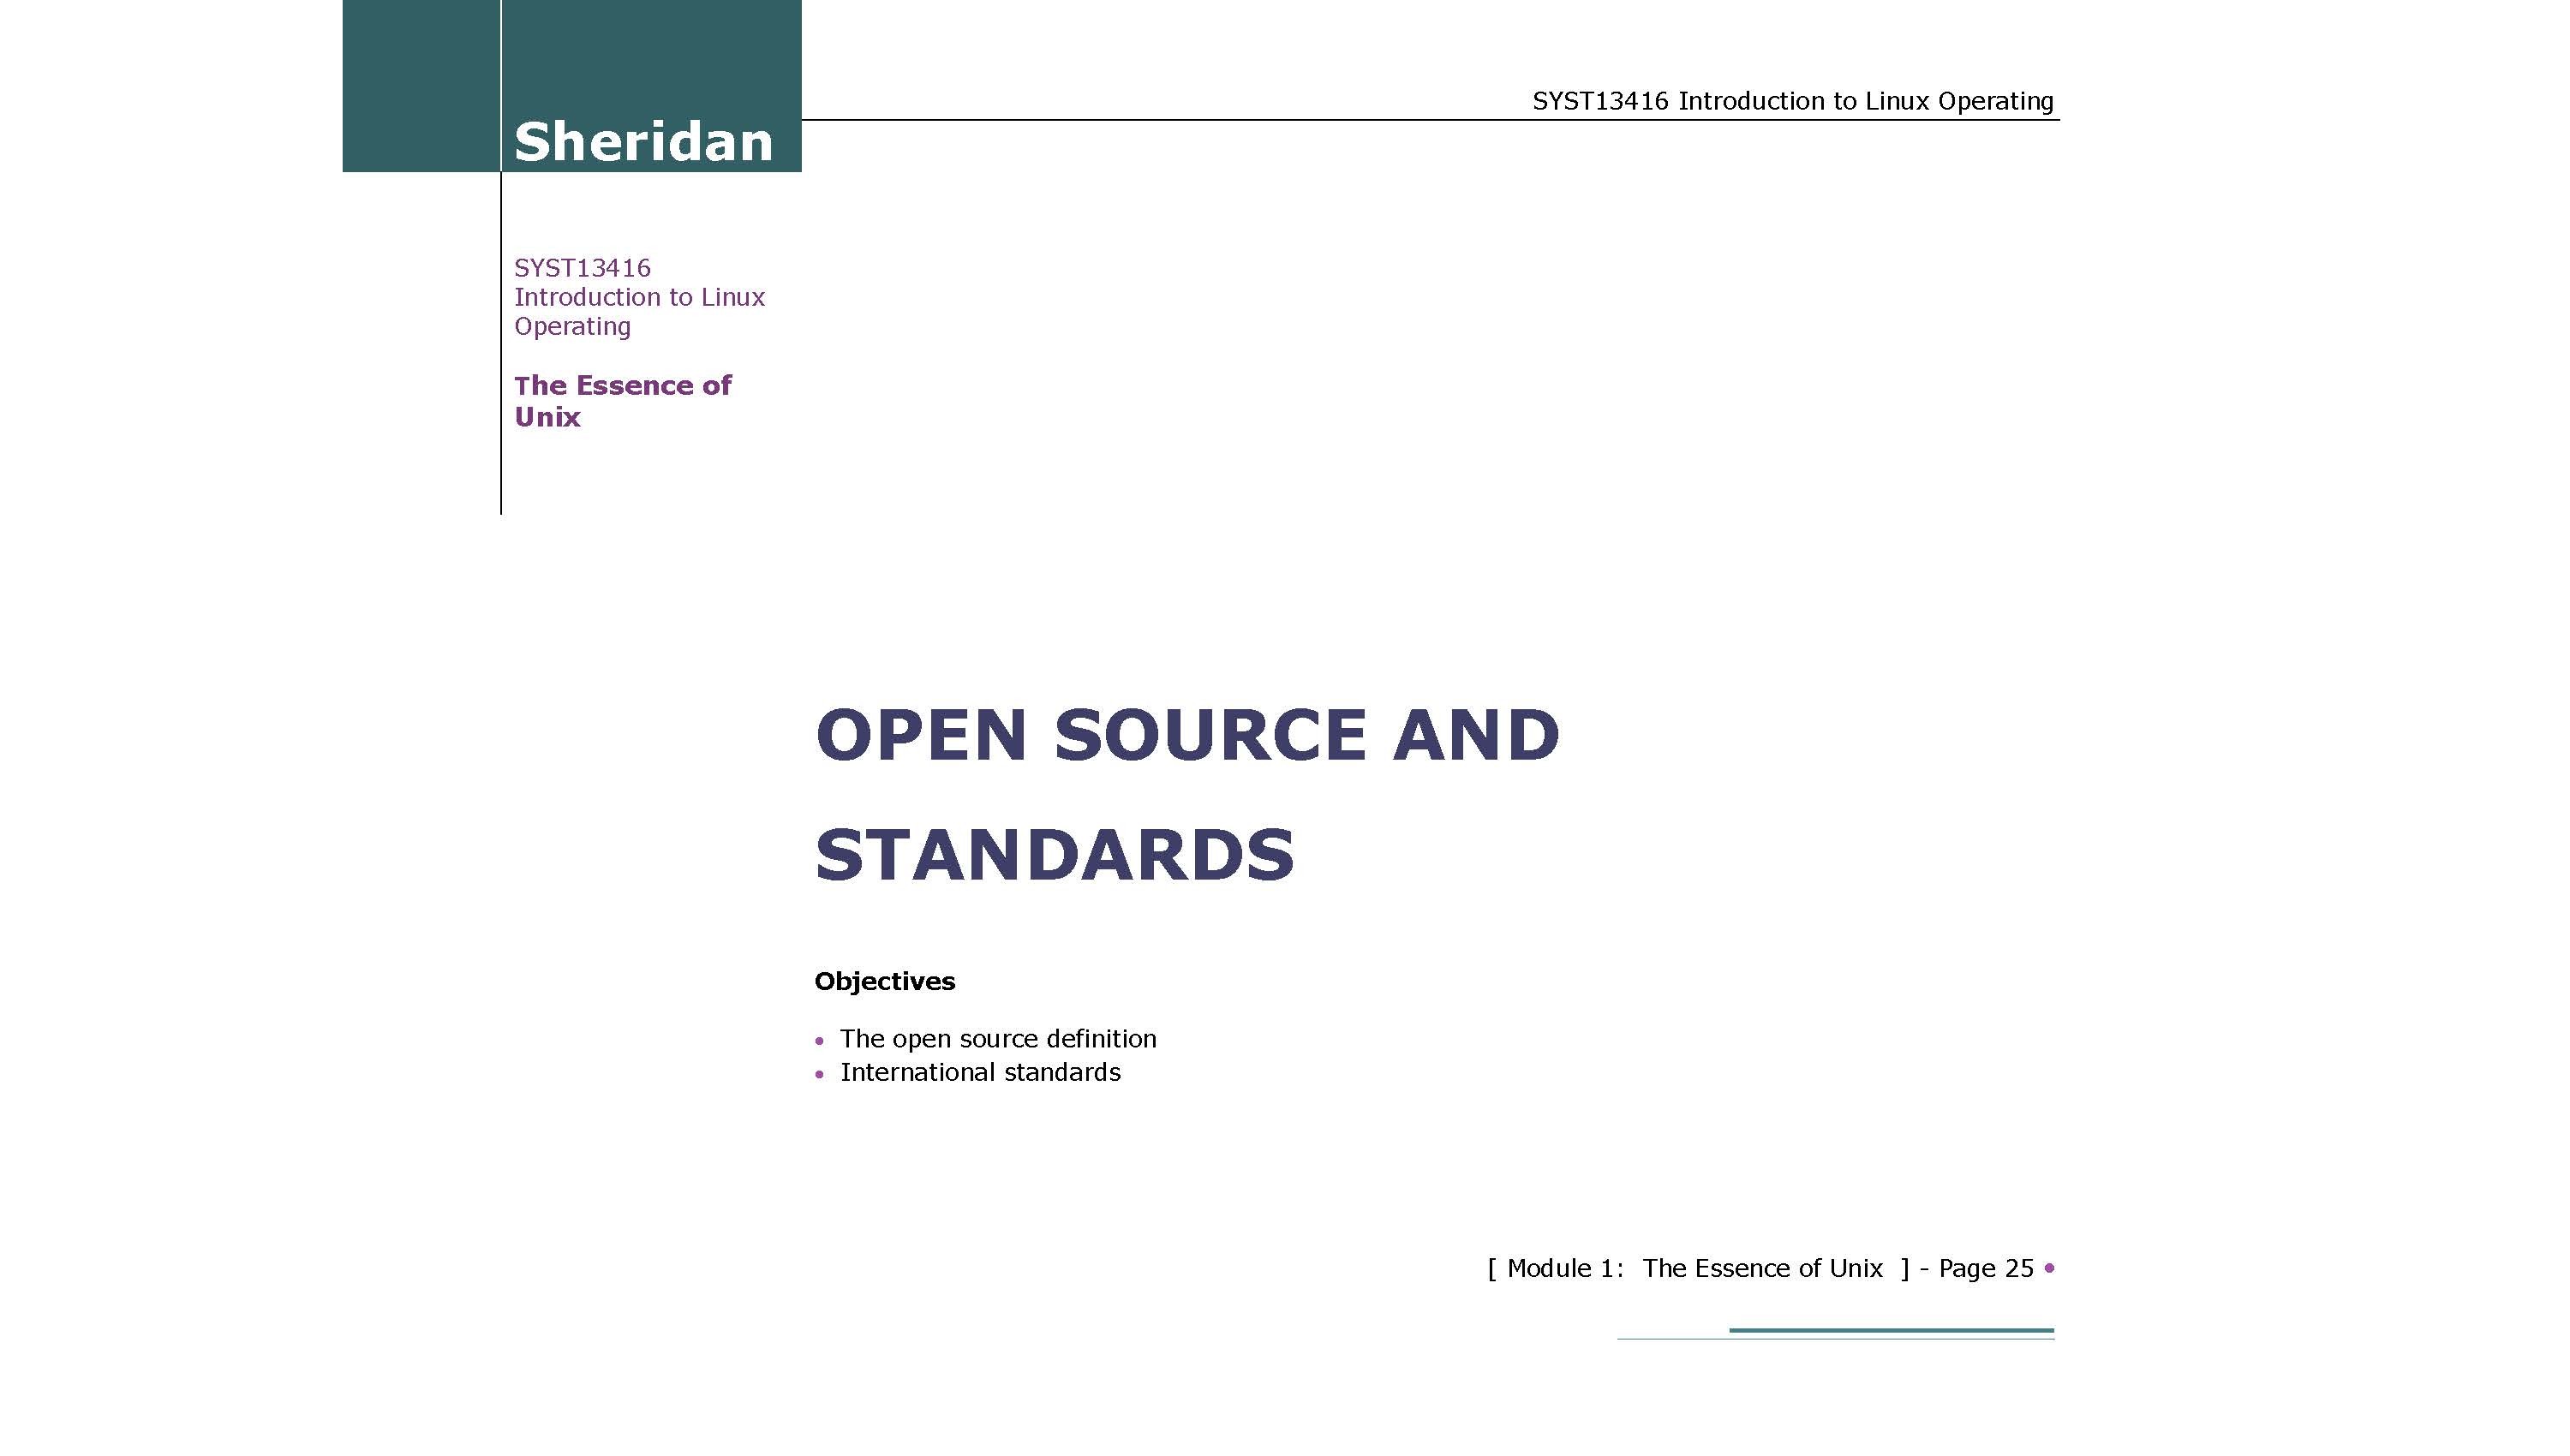 SYST13416 Introduction to Linux Operating
Sheridan
SYST13416
Introduction to Linux
Operating
The Essence of
Unix
OPEN SOURCE AND
STANDARDS
Objectives
• The open source definition
• International standards
[ Module 1:  The Essence of Unix  ] - Page 25 •